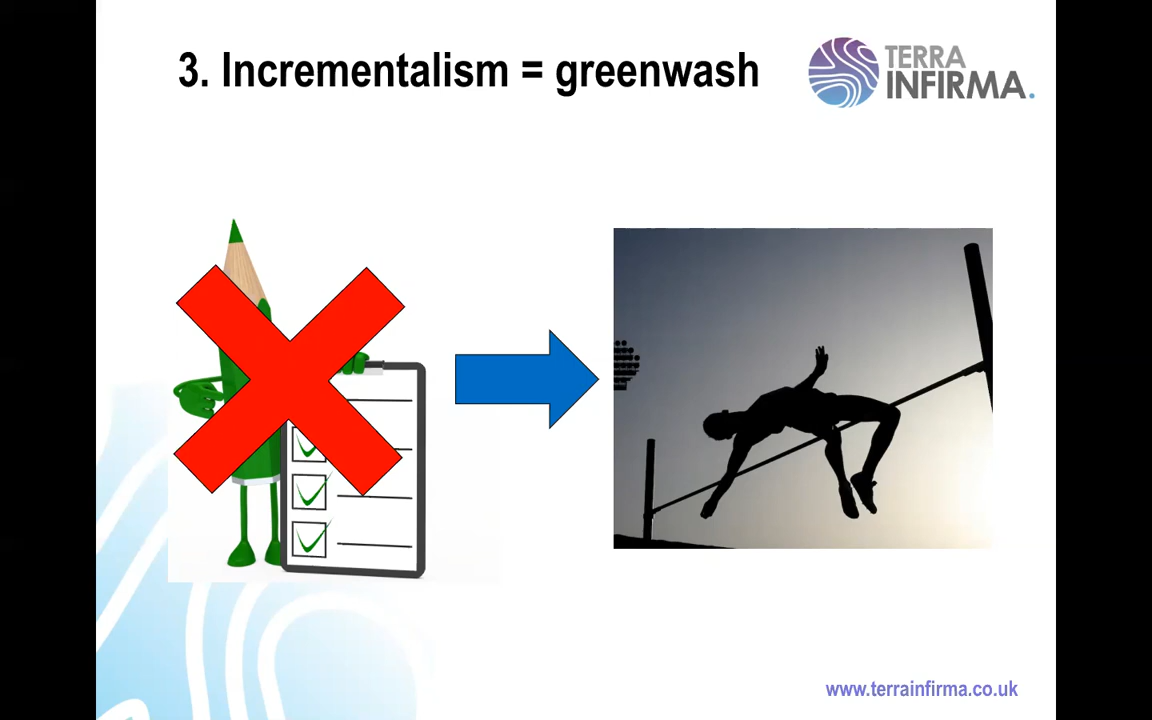 3. Incrementalism = greenwash
TERRA
INFIRMA.
www.terrainfirma.co.uk